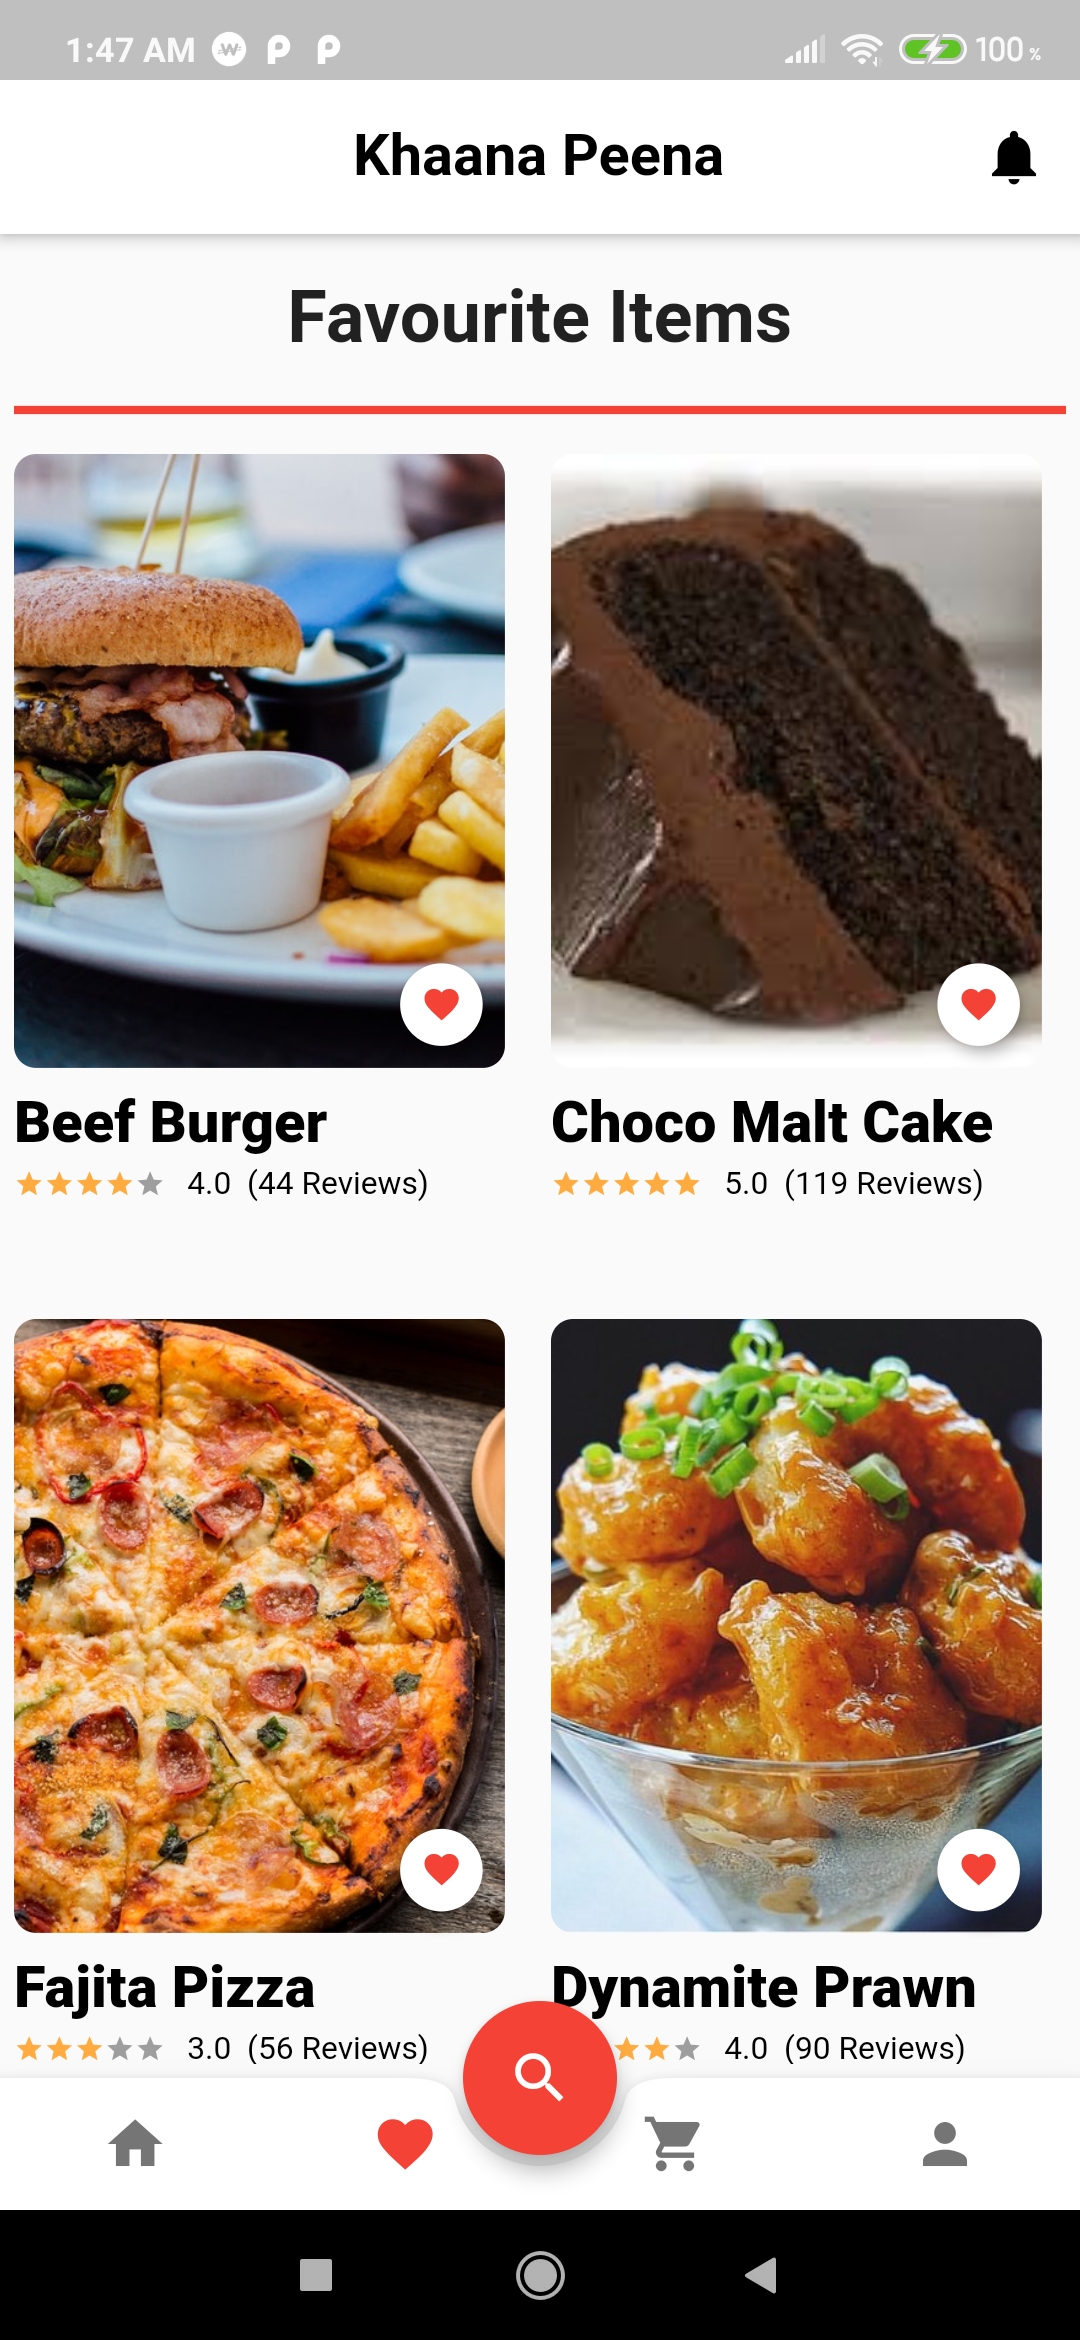 1:47 AM 100 %
Khaana Peena
Favourite Items
Beef Burger
4.0 (44 Reviews)
Choco Malt Cake
5.0 (119 Reviews)
Fajita Pizza
3.0 (56 Reviews)
Dynamite Prawn
4.0 (90 Reviews)